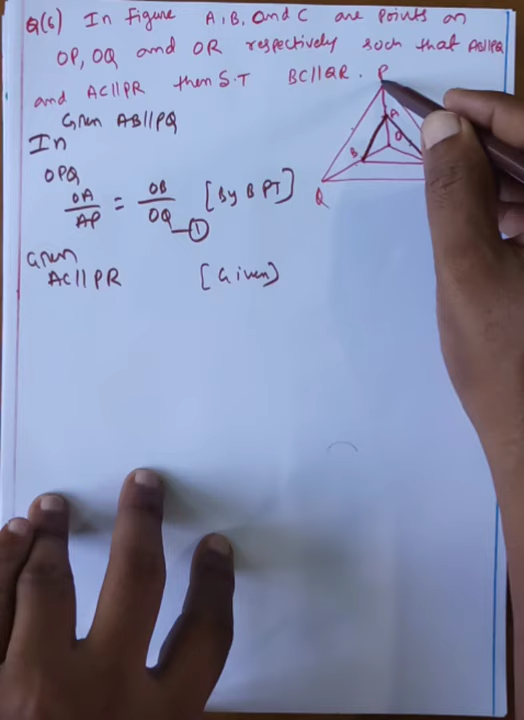 Q(6) In Figure A, B, and C are points on
OP, OQ and OR respectively such that AB||PQ
and AC||PR then S.T BC||QR.
P
A
O
B
Q
Given AB||PQ
In
OPQ
OA/AP = OB/OQ [By BPT]
①
Given
AC||PR [Given]